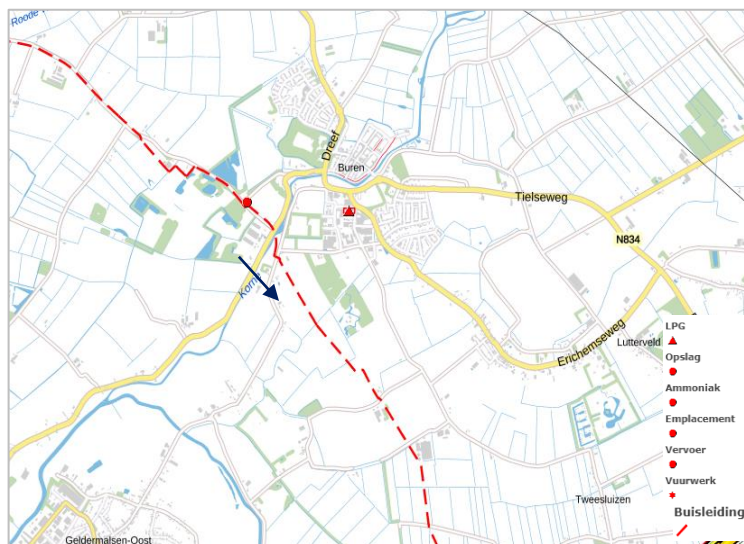 Roode
Dreef
Buren
Tielseweg
N834
Korne
Erichemseweg
Lutterveld
Tweesluizen
Geldermalsen-Oost
LPG
Opslag
Ammoniak
Emplacement
Vervoer
Vuurwerk
Buisleiding